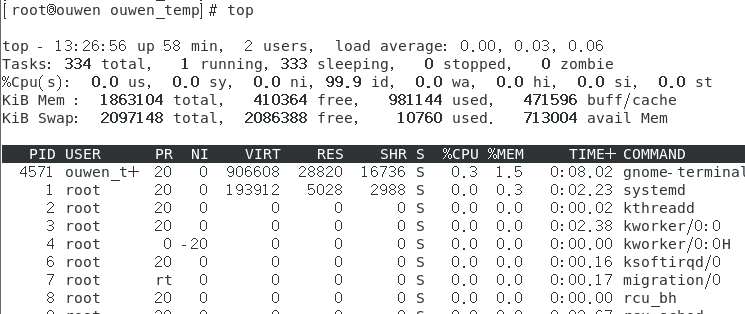 [root@ouwen ouwen_temp]# top
top - 13:26:56 up 58 min,  2 users,  load average: 0.00, 0.03, 0.06
Tasks: 334 total,   1 running, 333 sleeping,   0 stopped,   0 zombie
%Cpu(s):  0.0 us,  0.0 sy,  0.0 ni, 99.9 id,  0.0 wa,  0.0 hi,  0.0 si,  0.0 st
KiB Mem :  1863104 total,   410364 free,   981144 used,   471596 buff/cache
KiB Swap:  2097148 total,  2086388 free,    10760 used.   713004 avail Mem
PID USER      PR  NI    VIRT    RES    SHR S  %CPU %MEM     TIME+ COMMAND
4571 ouwen_t+  20   0  906608  28820  16736 S   0.3  1.5   0:08.02 gnome-terminal
1 root      20   0  193912   5028   2988 S   0.0  0.3   0:02.23 systemd
2 root      20   0       0      0      0 S   0.0  0.0   0:00.02 kthreadd
3 root      20   0       0      0      0 S   0.0  0.0   0:02.38 kworker/0:0
4 root       0 -20       0      0      0 S   0.0  0.0   0:00.00 kworker/0:0H
6 root      20   0       0      0      0 S   0.0  0.0   0:00.16 ksoftirqd/0
7 root      rt   0       0      0      0 S   0.0  0.0   0:00.17 migration/0
8 root      20   0       0      0      0 S   0.0  0.0   0:00.00 rcu_bh